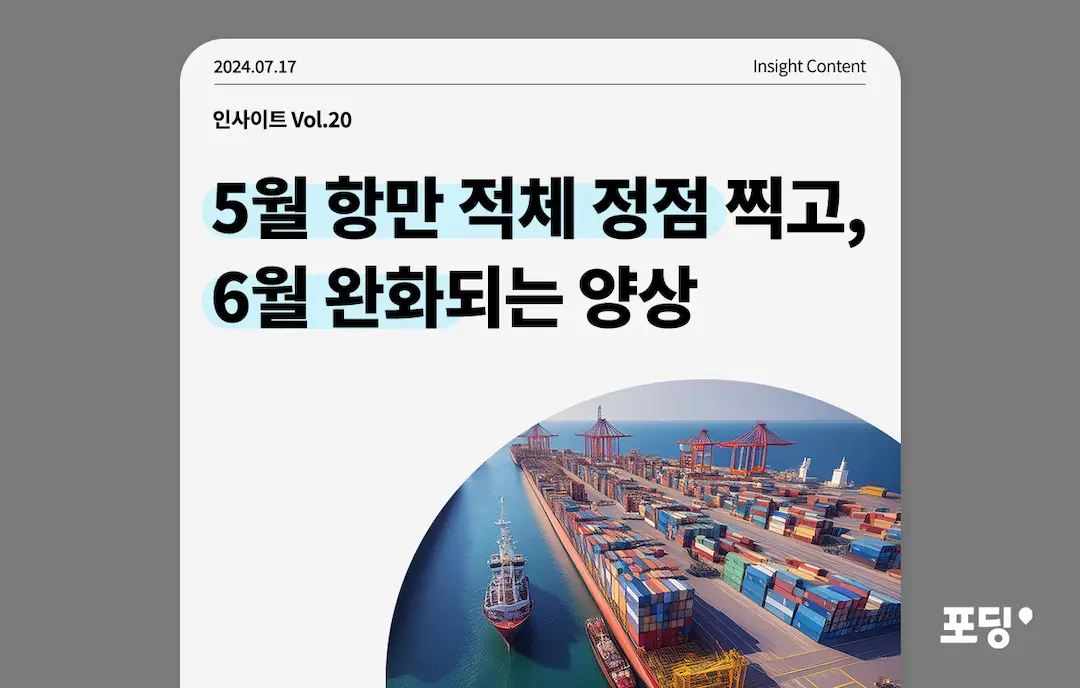 2024.07.17
Insight Content
인사이트 Vol.20
5월 항만 적체 정점 찍고,
6월 완화되는 양상
포딩